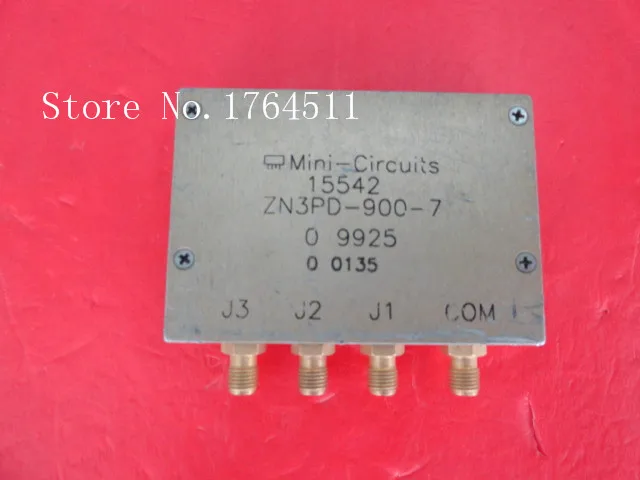 Store No.1764511
Mini-Circuits
15542
ZN3PD-900-7
0 9925
0 0135
J3 J2 J1 COM